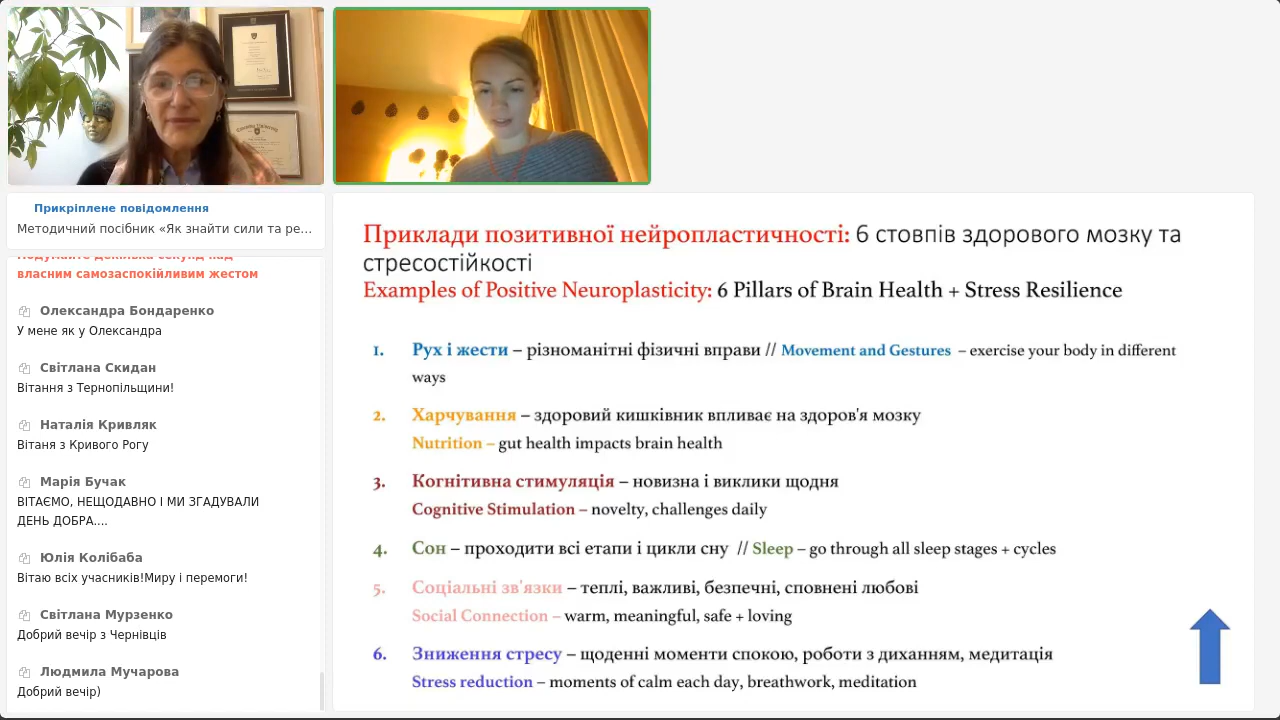 Прикріплене повідомлення
Методичний посібник «Як знайти сили та ре...
власним самозаспокійливим жестом
Олександра Бондаренко
У мене як у Олександра
Світлана Скидан
Вітання з Тернопільщини!
Наталія Кривляк
Вітаня з Кривого Рогу
Марія Бучак
ВІТАЄМО, НЕЩОДАВНО І МИ ЗГАДУВАЛИ
ДЕНЬ ДОБРА....
Юлія Колібаба
Вітаю всіх учасників!Миру і перемоги!
Світлана Мурзенко
Добрий вечір з Чернівців
Людмила Мучарова
Добрий вечір)
Приклади позитивної нейропластичності: 6 стовпів здорового мозку та
стресостійкості
Examples of Positive Neuroplasticity: 6 Pillars of Brain Health + Stress Resilience
1. Рух і жести – різноманітні фізичні вправи // Movement and Gestures – exercise your body in different
ways
2. Харчування – здоровий кишківник впливає на здоров'я мозку
Nutrition – gut health impacts brain health
3. Когнітивна стимуляція – новизна і виклики щодня
Cognitive Stimulation – novelty, challenges daily
4. Сон – проходити всі етапи і цикли сну // Sleep – go through all sleep stages + cycles
5. Соціальні зв'язки – теплі, важливі, безпечні, сповнені любові
Social Connection – warm, meaningful, safe + loving
6. Зниження стресу – щоденні моменти спокою, роботи з диханням, медитація
Stress reduction – moments of calm each day, breathwork, meditation